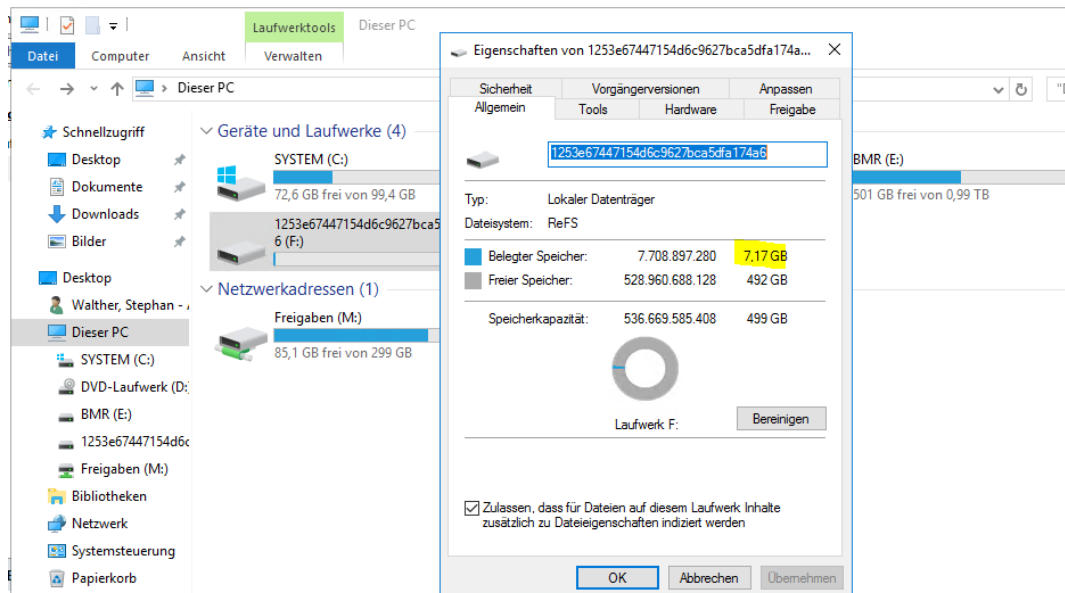 Laufwerktools
Dieser PC
Datei
Computer
Ansicht
Verwalten
Dieser PC
Schnellzugriff
Desktop
Dokumente
Downloads
Bilder
Desktop
Walther, Stephan -
Dieser PC
SYSTEM (C:)
DVD-Laufwerk (D:
BMR (E:)
1253e67447154d6c
Freigaben (M:)
Bibliotheken
Netzwerk
Systemsteuerung
Papierkorb
Geräte und Laufwerke (4)
SYSTEM (C:)
72,6 GB frei von 99,4 GB
1253e67447154d6c9627bca5
6 (F:)
Netzwerkadressen (1)
Freigaben (M:)
85,1 GB frei von 299 GB
BMR (E:)
501 GB frei von 0,99 TB
Eigenschaften von 1253e67447154d6c9627bca5dfa174a...
Sicherheit
Vorgängerversionen
Anpassen
Allgemein
Tools
Hardware
Freigabe
1253e67447154d6c9627bca5dfa174a6
Typ: Lokaler Datenträger
Dateisystem: ReFS
Belegter Speicher: 7.708.897.280 7,17 GB
Freier Speicher: 528.960.688.128 492 GB
Speicherkapazität: 536.669.585.408 499 GB
Laufwerk F:
Bereinigen
Zulassen, dass für Dateien auf diesem Laufwerk Inhalte
zusätzlich zu Dateieigenschaften indiziert werden
OK
Abbrechen
Übernehmen